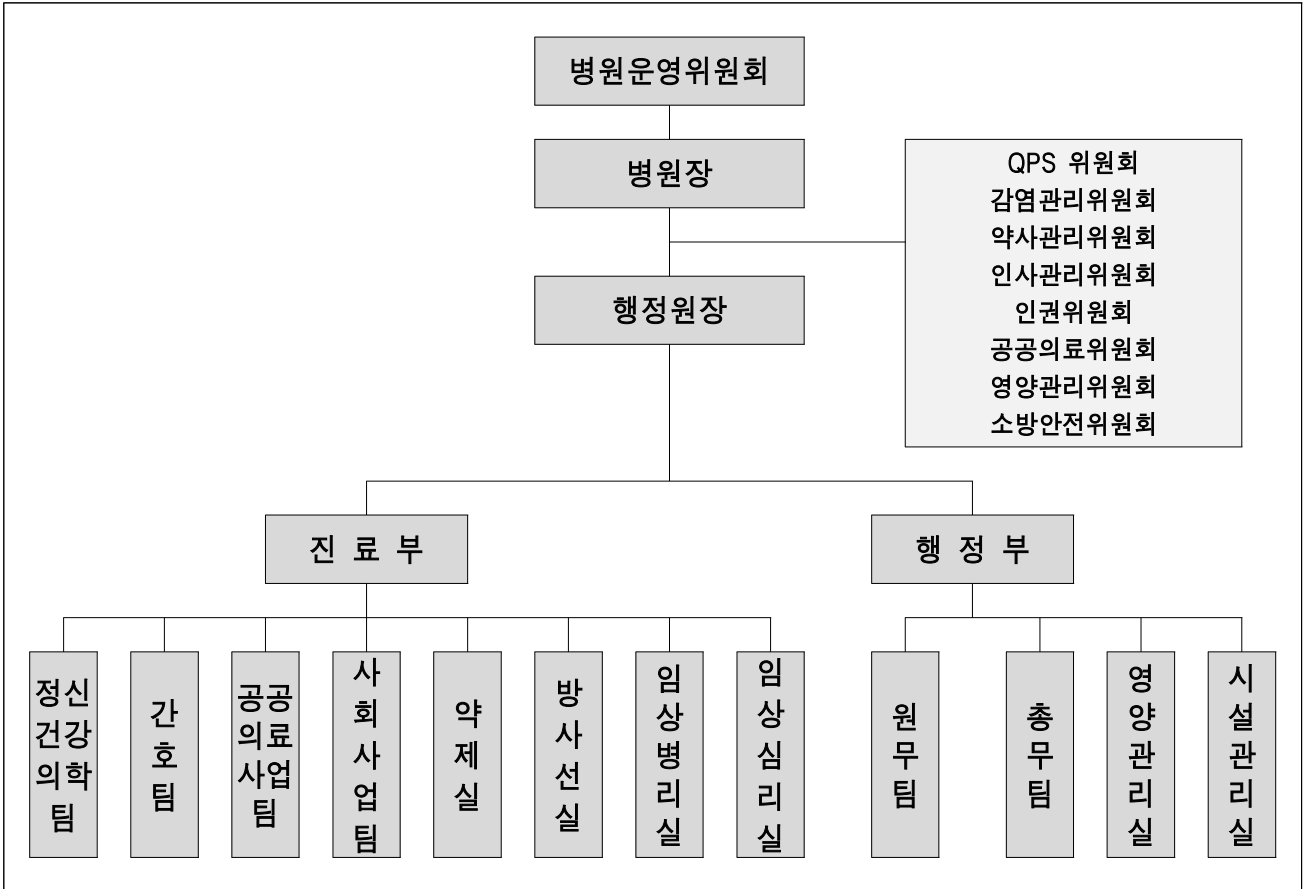 병원운영위원회
병원장
QPS 위원회
감염관리위원회
약사관리위원회
인사관리위원회
인권위원회
공공의료위원회
영양관리위원회
소방안전위원회
행정원장
진 료 부
행 정 부
정신
건강
의학
팀
간
호
팀
공공
의료
사업
팀
사
회
사
업
팀
약
제
실
방
사
선
실
임
상
병
리
실
임
상
심
리
실
원
무
팀
총
무
팀
영
양
관
리
실
시
설
관
리
실